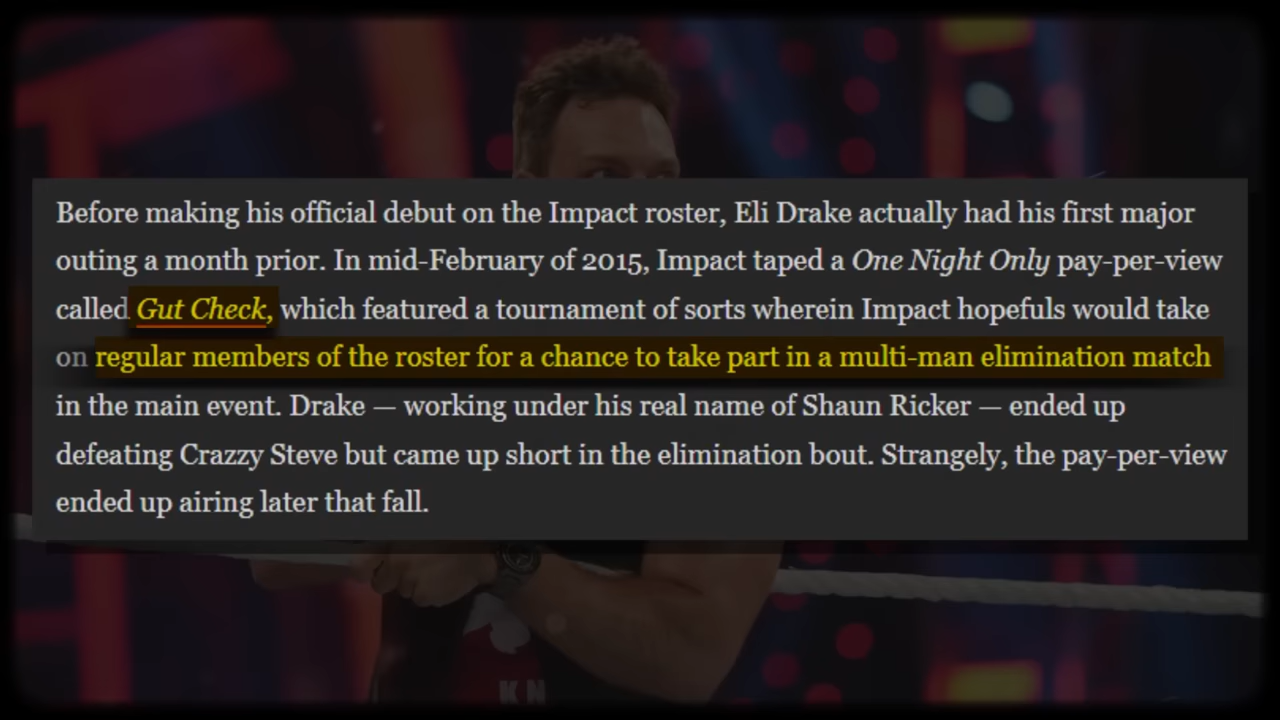 Before making his official debut on the Impact roster, Eli Drake actually had his first major
outing a month prior. In mid-February of 2015, Impact taped a One Night Only pay-per-view
called Gut Check, which featured a tournament of sorts wherein Impact hopefuls would take
on regular members of the roster for a chance to take part in a multi-man elimination match
in the main event. Drake — working under his real name of Shaun Ricker — ended up
defeating Crazzy Steve but came up short in the elimination bout. Strangely, the pay-per-view
ended up airing later that fall.
K N